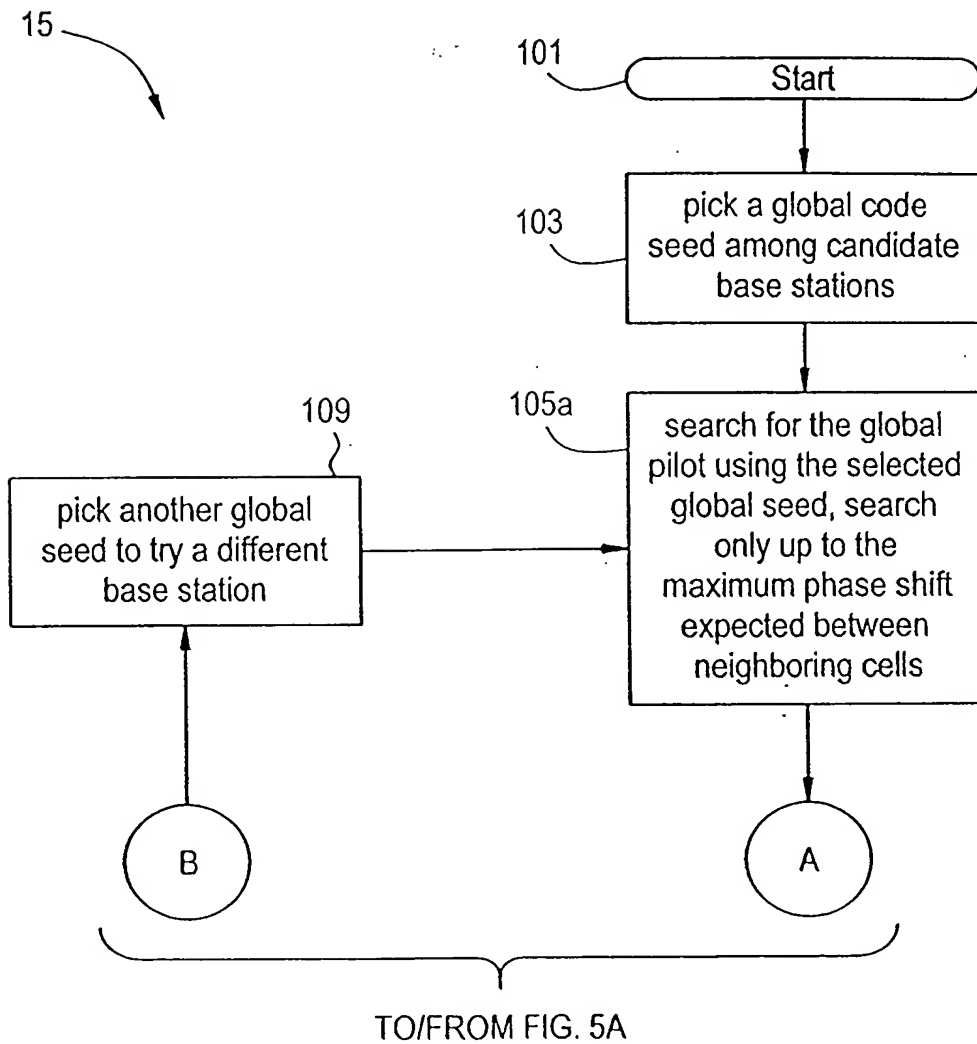 15
101
Start
103
pick a global code
seed among candidate
base stations
105a
search for the global
pilot using the selected
global seed, search
only up to the
maximum phase shift
expected between
neighboring cells
109
pick another global
seed to try a different
base station
B
A
TO/FROM FIG. 5A